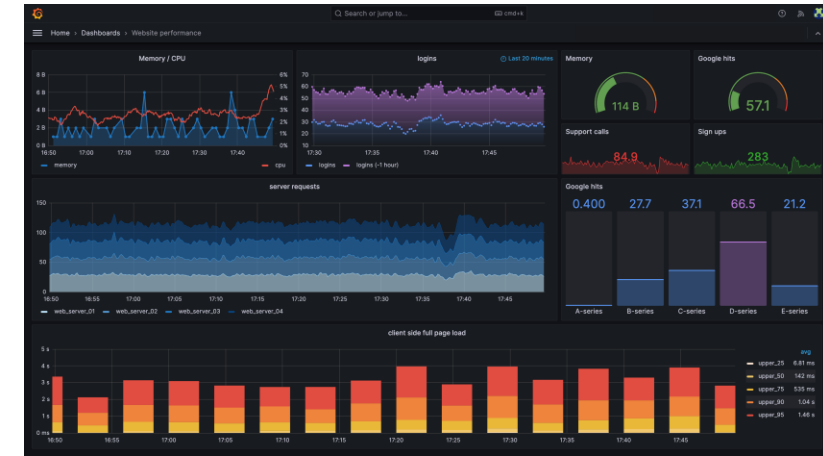 Search or jump to... cmd+k
Home › Dashboards › Website performance
Memory / CPU
8 B
6 B
4 B
2 B
0 B
6%
5%
4%
3%
2%
1%
0%
16:50 17:00 17:10 17:20 17:30 17:40
memory cpu
logins
Last 20 minutes
70
60
50
40
30
20
10
17:30 17:35 17:40 17:45
logins logins (-1 hour)
Memory
114 B
Google hits
57.1
Support calls
84.9
Sign ups
283
server requests
150
100
50
0
16:50 16:55 17:00 17:05 17:10 17:15 17:20 17:25 17:30 17:35 17:40 17:45
web_server_01 web_server_02 web_server_03 web_server_04
Google hits
0.400 27.7 37.1 66.5 21.2
A-series B-series C-series D-series E-series
client side full page load
5 s
4 s
3 s
2 s
1 s
0 ms
16:50 16:55 17:00 17:05 17:10 17:15 17:20 17:25 17:30 17:35 17:40 17:45
avg
upper_25 6.81 ms
upper_50 142 ms
upper_75 535 ms
upper_90 1.04 s
upper_95 1.46 s